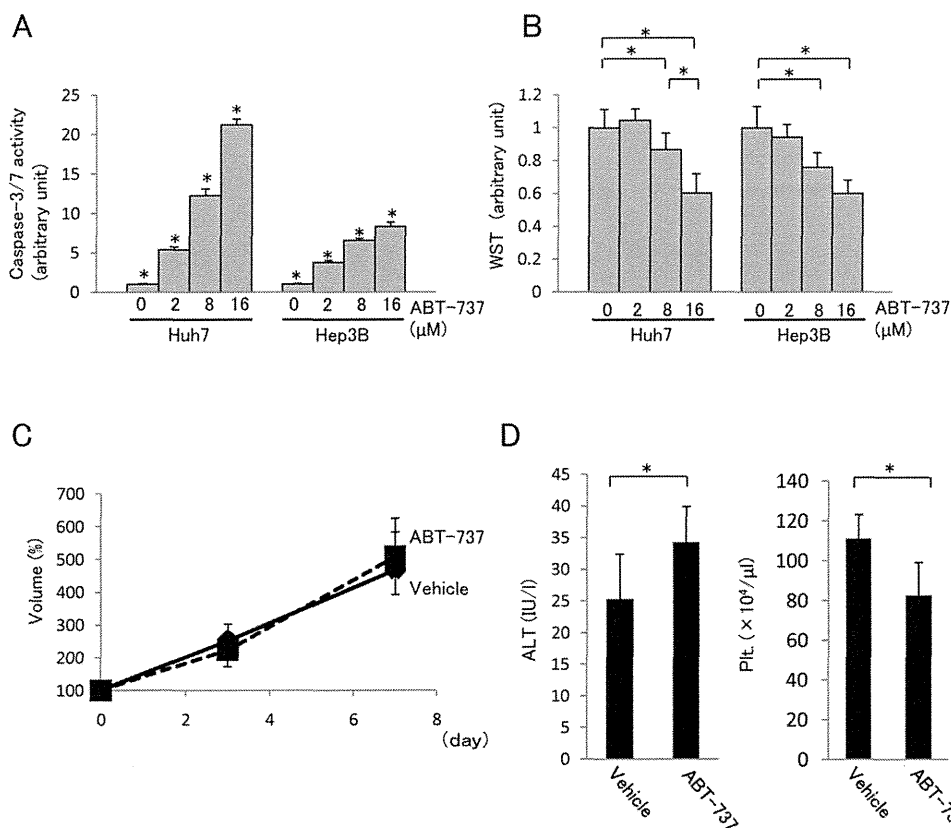 A
Caspase-3/7 activity
(arbitrary unit)
25
20
15
10
5
0
*
*
*
*
*
*
*
*
0 2 8 16 0 2 8 16 ABT-737
(μM)
Huh7 Hep3B
B
WST (arbitrary unit)
1.2
1
0.8
0.6
0.4
0.2
0
*
*
*
*
*
0 2 8 16 0 2 8 16 ABT-737
(μM)
Huh7 Hep3B
C
Volume (%)
700
600
500
400
300
200
100
ABT-737
Vehicle
0 2 4 6 8
(day)
D
ALT (IU/l)
45
40
35
30
25
20
15
10
5
0
*
Vehicle
ABT-737
Plt. (×10⁴/μl)
140
120
100
80
60
40
20
0
*
Vehicle